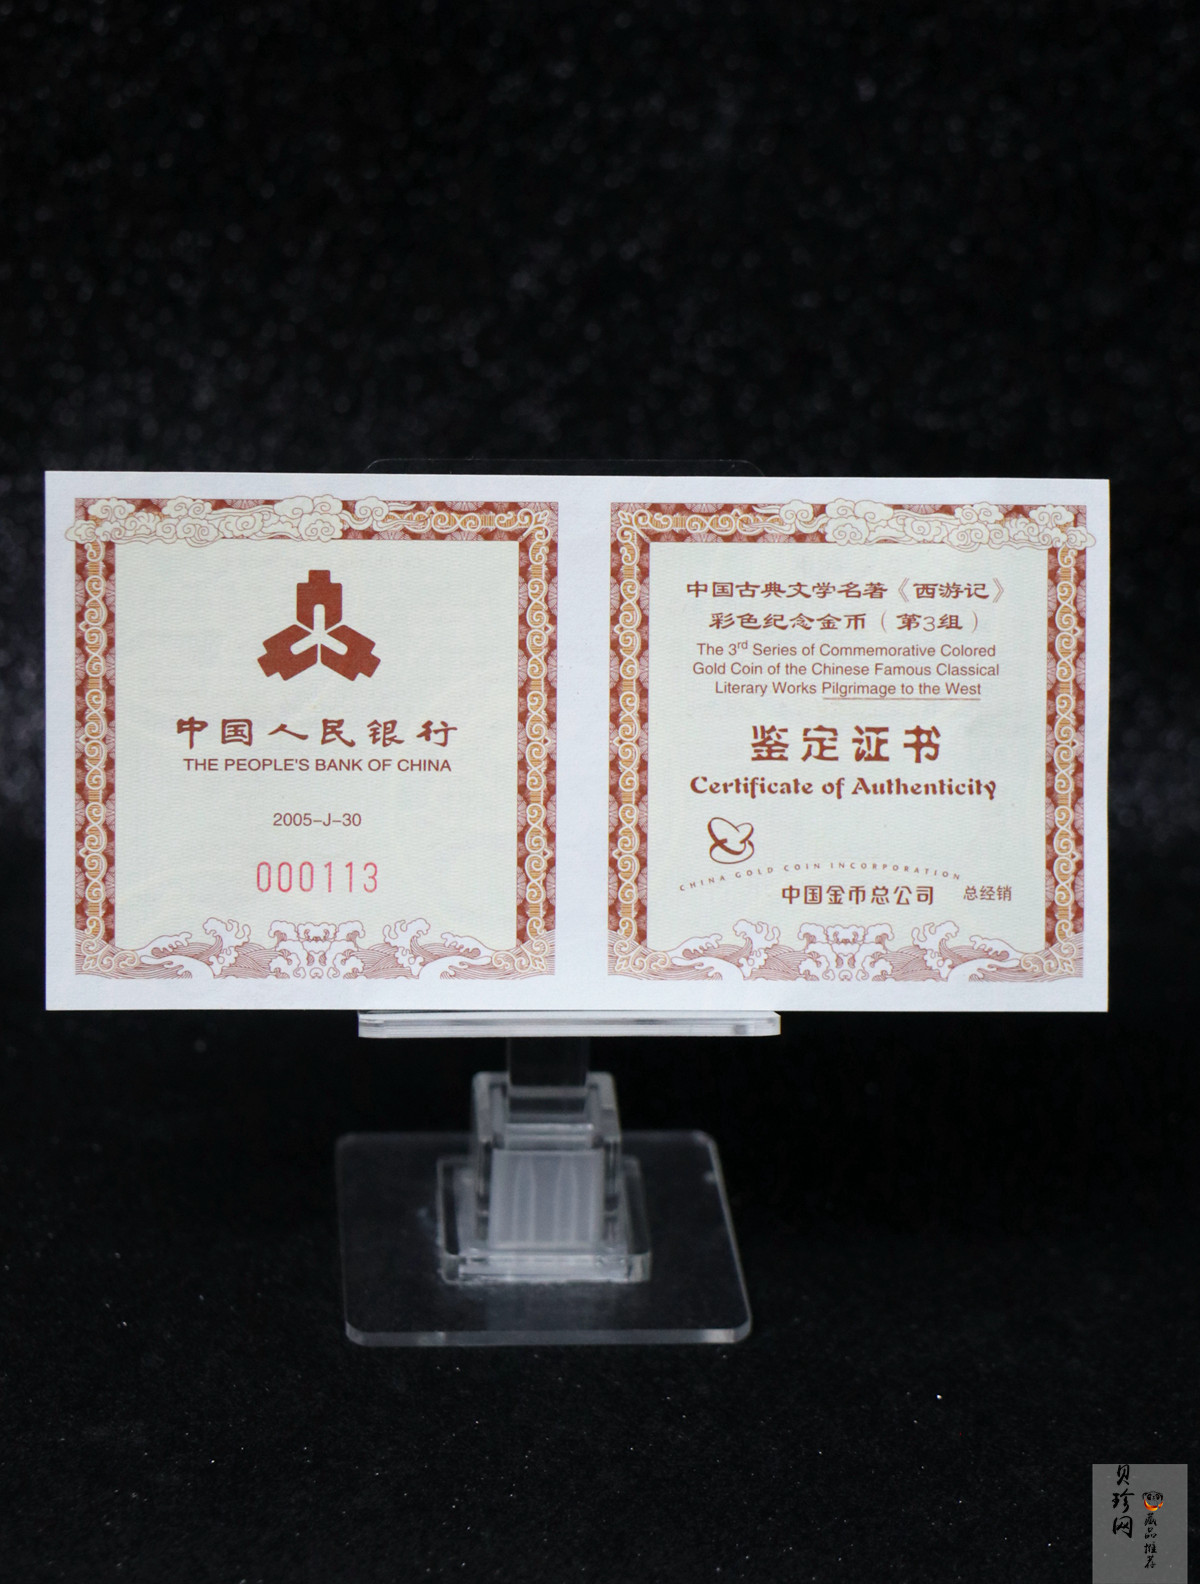 中国人民银行
THE PEOPLE'S BANK OF CHINA
2005-J-30
000113
中国古典文学名著《西游记》
彩色纪念金币（第3组）
The 3rd Series of Commemorative Colored
Gold Coin of the Chinese Famous Classical
Literary Works Pilgrimage to the West
鉴定证书
Certificate of Authenticity
CHINA GOLD COIN INCORPORATION
中国金币总公司 总经销
贝珍网
藏品推荐